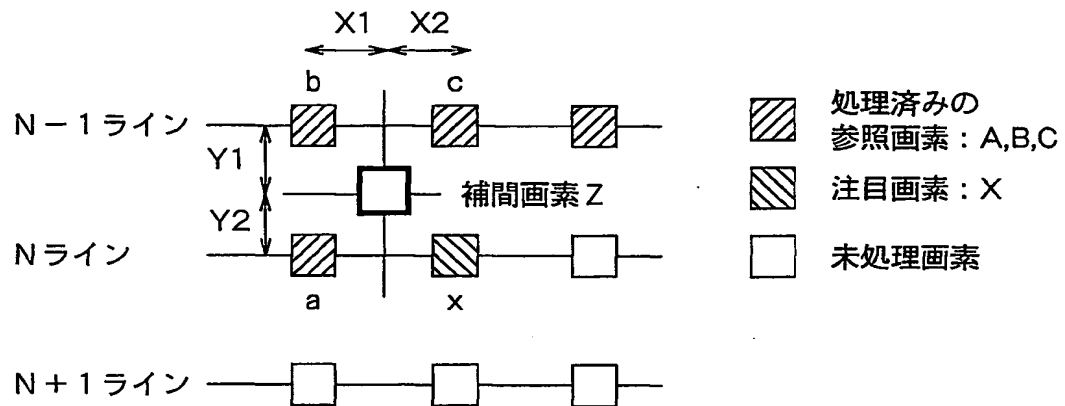 X1 X2
b c
N－1ライン
Y1
補間画素Z
Y2
Nライン
a x
N＋1ライン
処理済みの
参照画素：A,B,C
注目画素：X
未処理画素